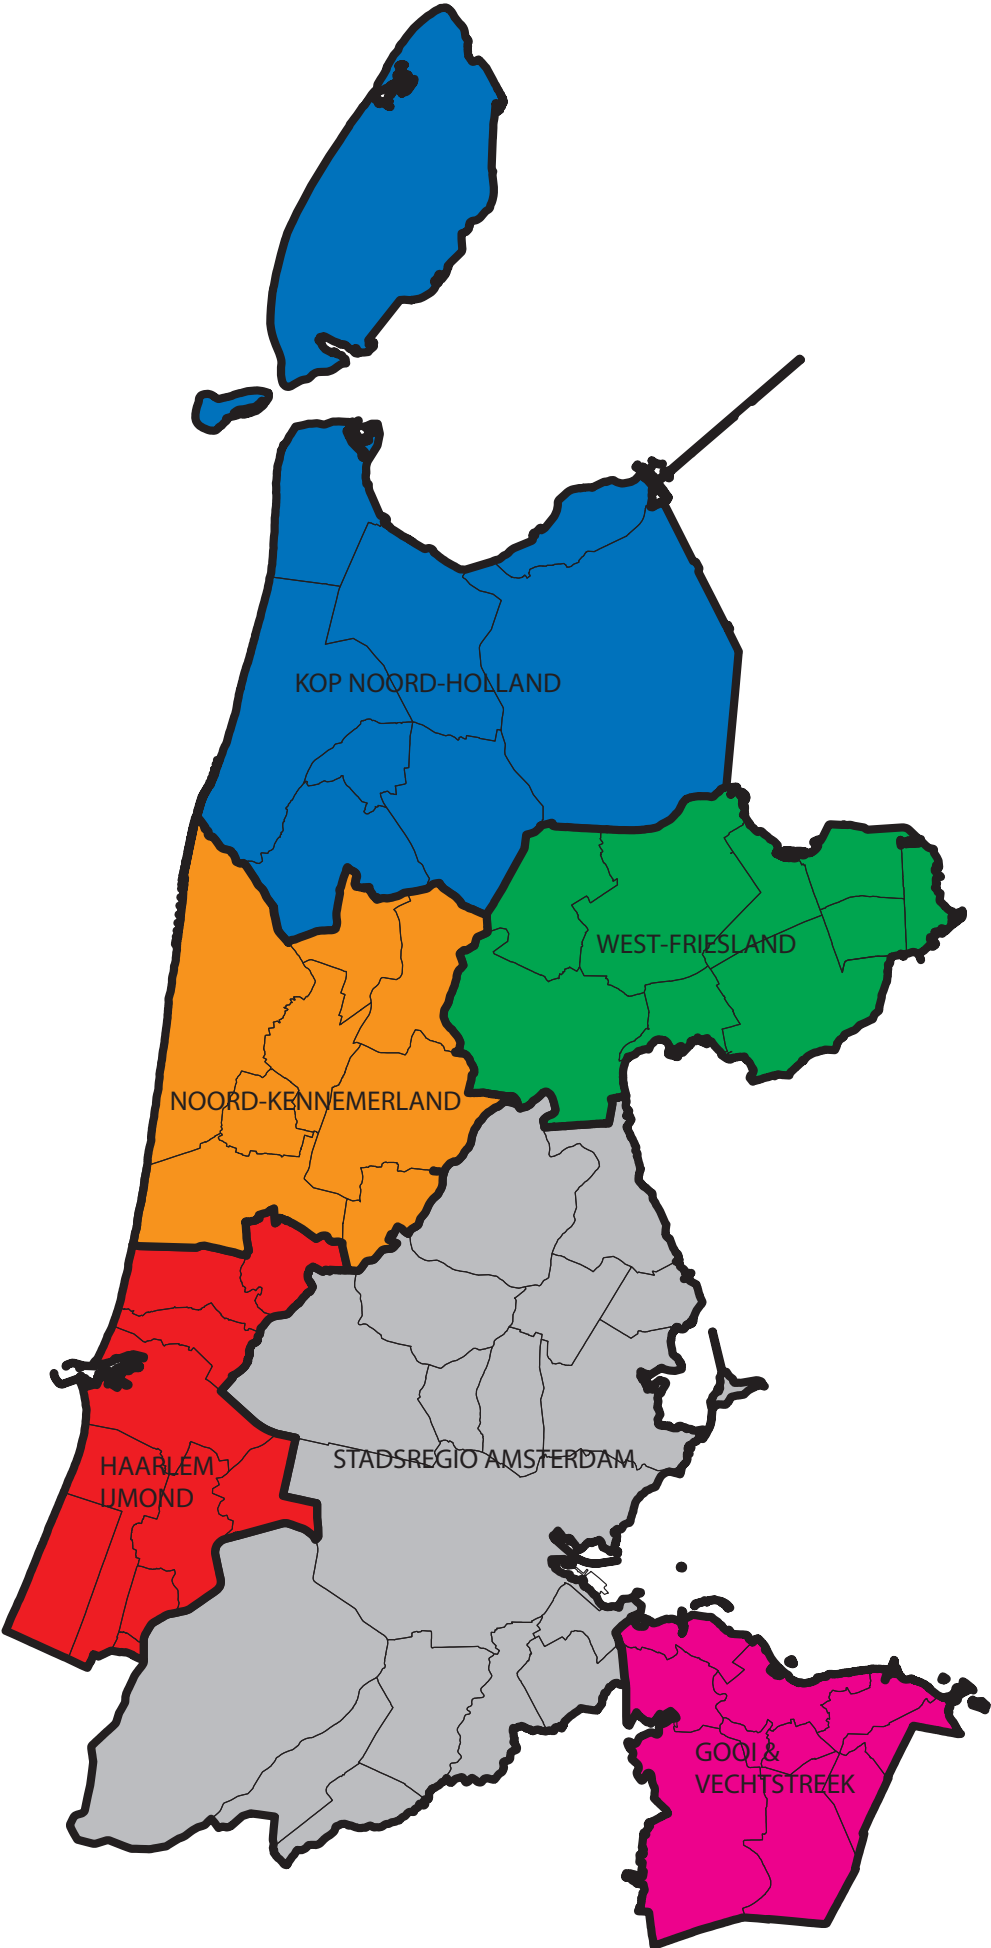 KOP NOORD-HOLLAND
WEST-FRIESLAND
NOORD-KENNEMERLAND
HAARLEM
IJMOND
STADSREGIO AMSTERDAM
GOOI &
VECHTSTREEK